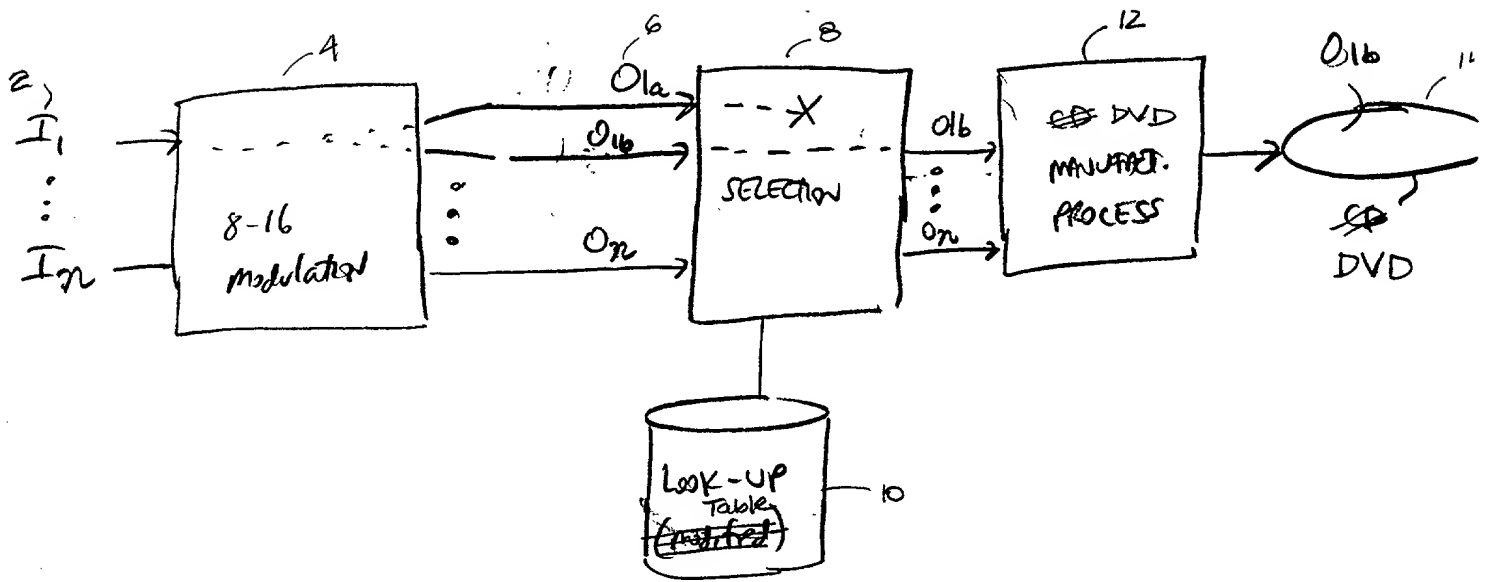 2
I₁
⋮
Iₙ
4
8-16
modulation
6
O₁ₐ
O₁b
Oₙ
8
SELECTION
O1b
Oₙ
12
DVD
MANUFACT.
PROCESS
O1b
11
DVD
LOOK-UP
Table
(modified)
10